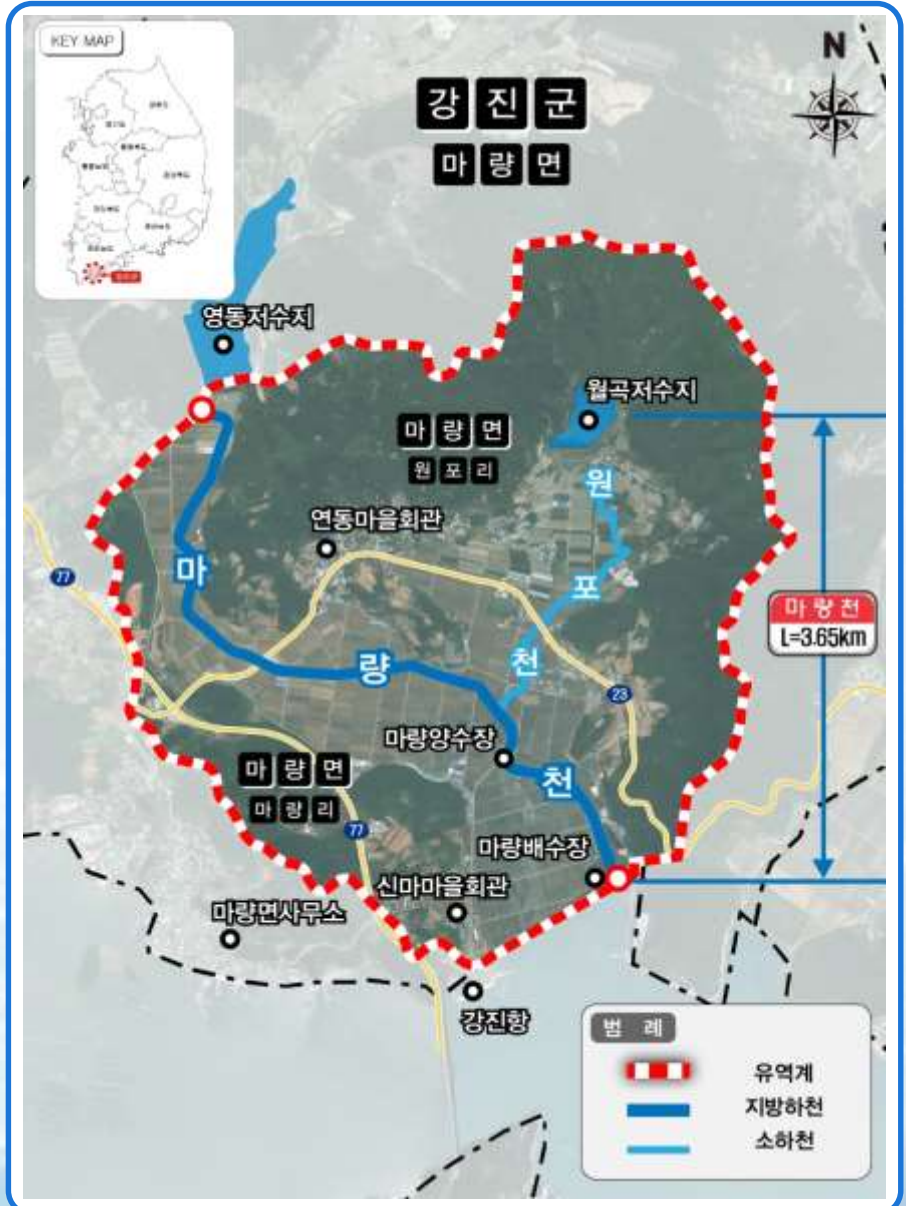 KEY MAP
N
강진군
마량면
영동저수지
월곡저수지
마량면
원포리
원
연동마을회관
77
마
포
마량천
L=3.65km
량
천
23
마량양수장
마량면
마량리
천
77
마량배수장
신마마을회관
마량면사무소
강진항
범 례
유역계
지방하천
소하천